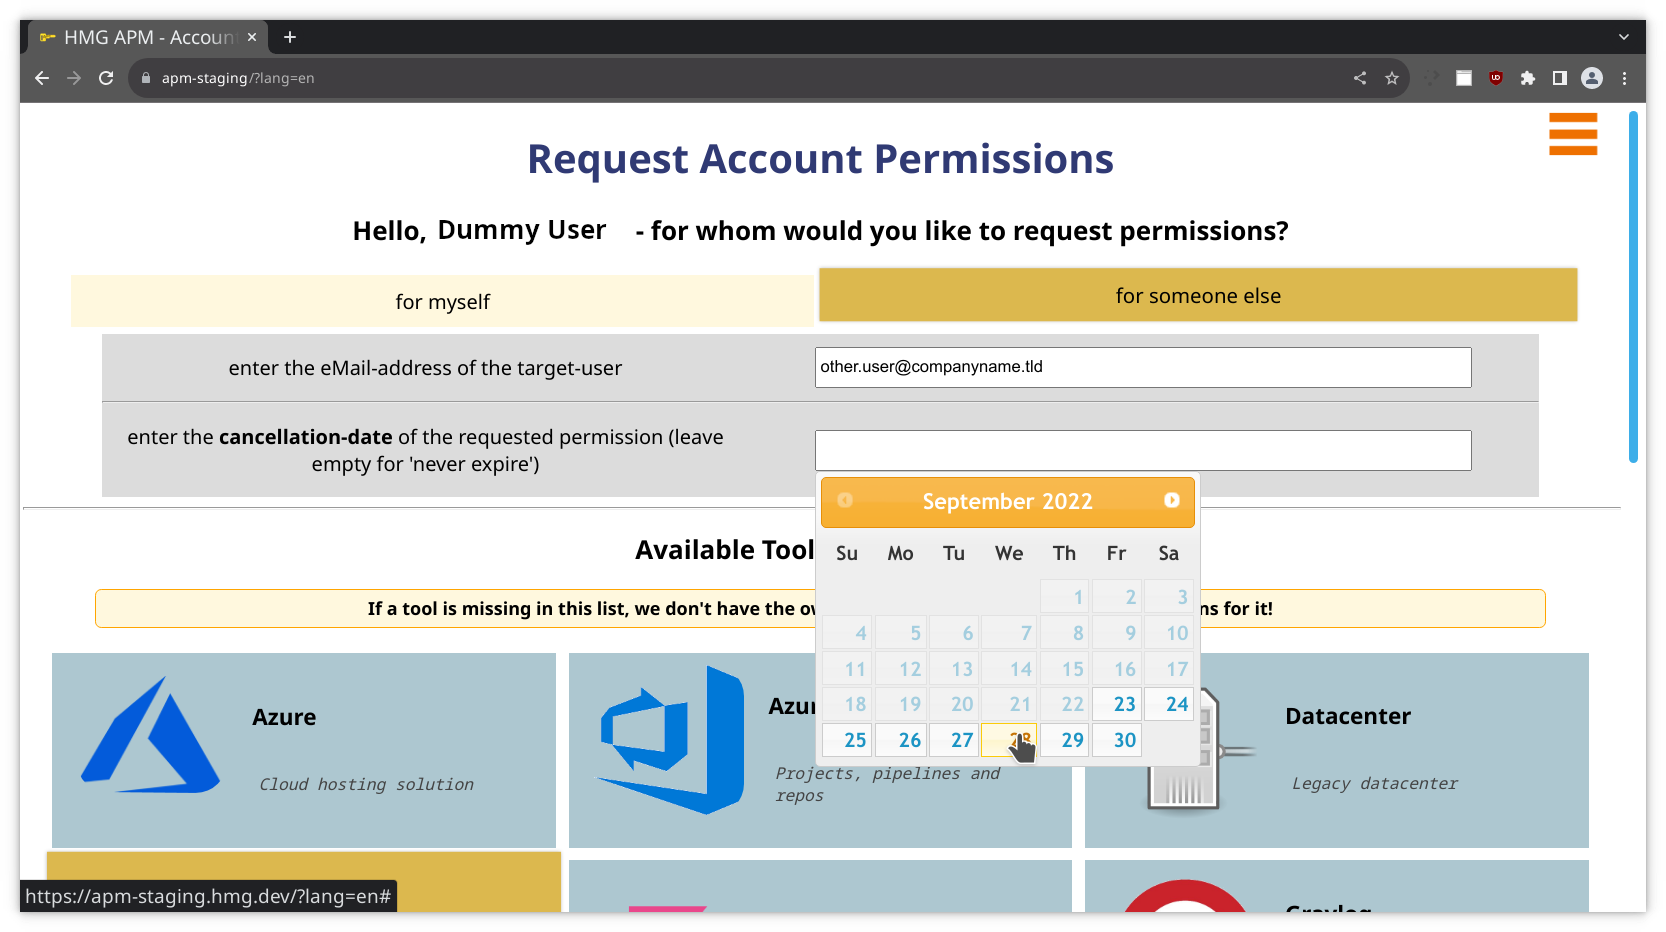 HMG APM - Accoun
apm-staging/?lang=en
Request Account Permissions
Hello, Dummy User - for whom would you like to request permissions?
for myself
for someone else
enter the eMail-address of the target-user
other.user@companyname.tld
enter the cancellation-date of the requested permission (leave
empty for 'never expire')
September 2022
Su Mo Tu We Th Fr Sa
1 2 3
4 5 6 7 8 9 10
11 12 13 14 15 16 17
18 19 20 21 22 23 24
25 26 27 28 29 30
Available Tool
If a tool is missing in this list, we don't have the ow
ns for it!
Azure
Cloud hosting solution
Azur
Projects, pipelines and
repos
Datacenter
Legacy datacenter
Graylog
https://apm-staging.hmg.dev/?lang=en#